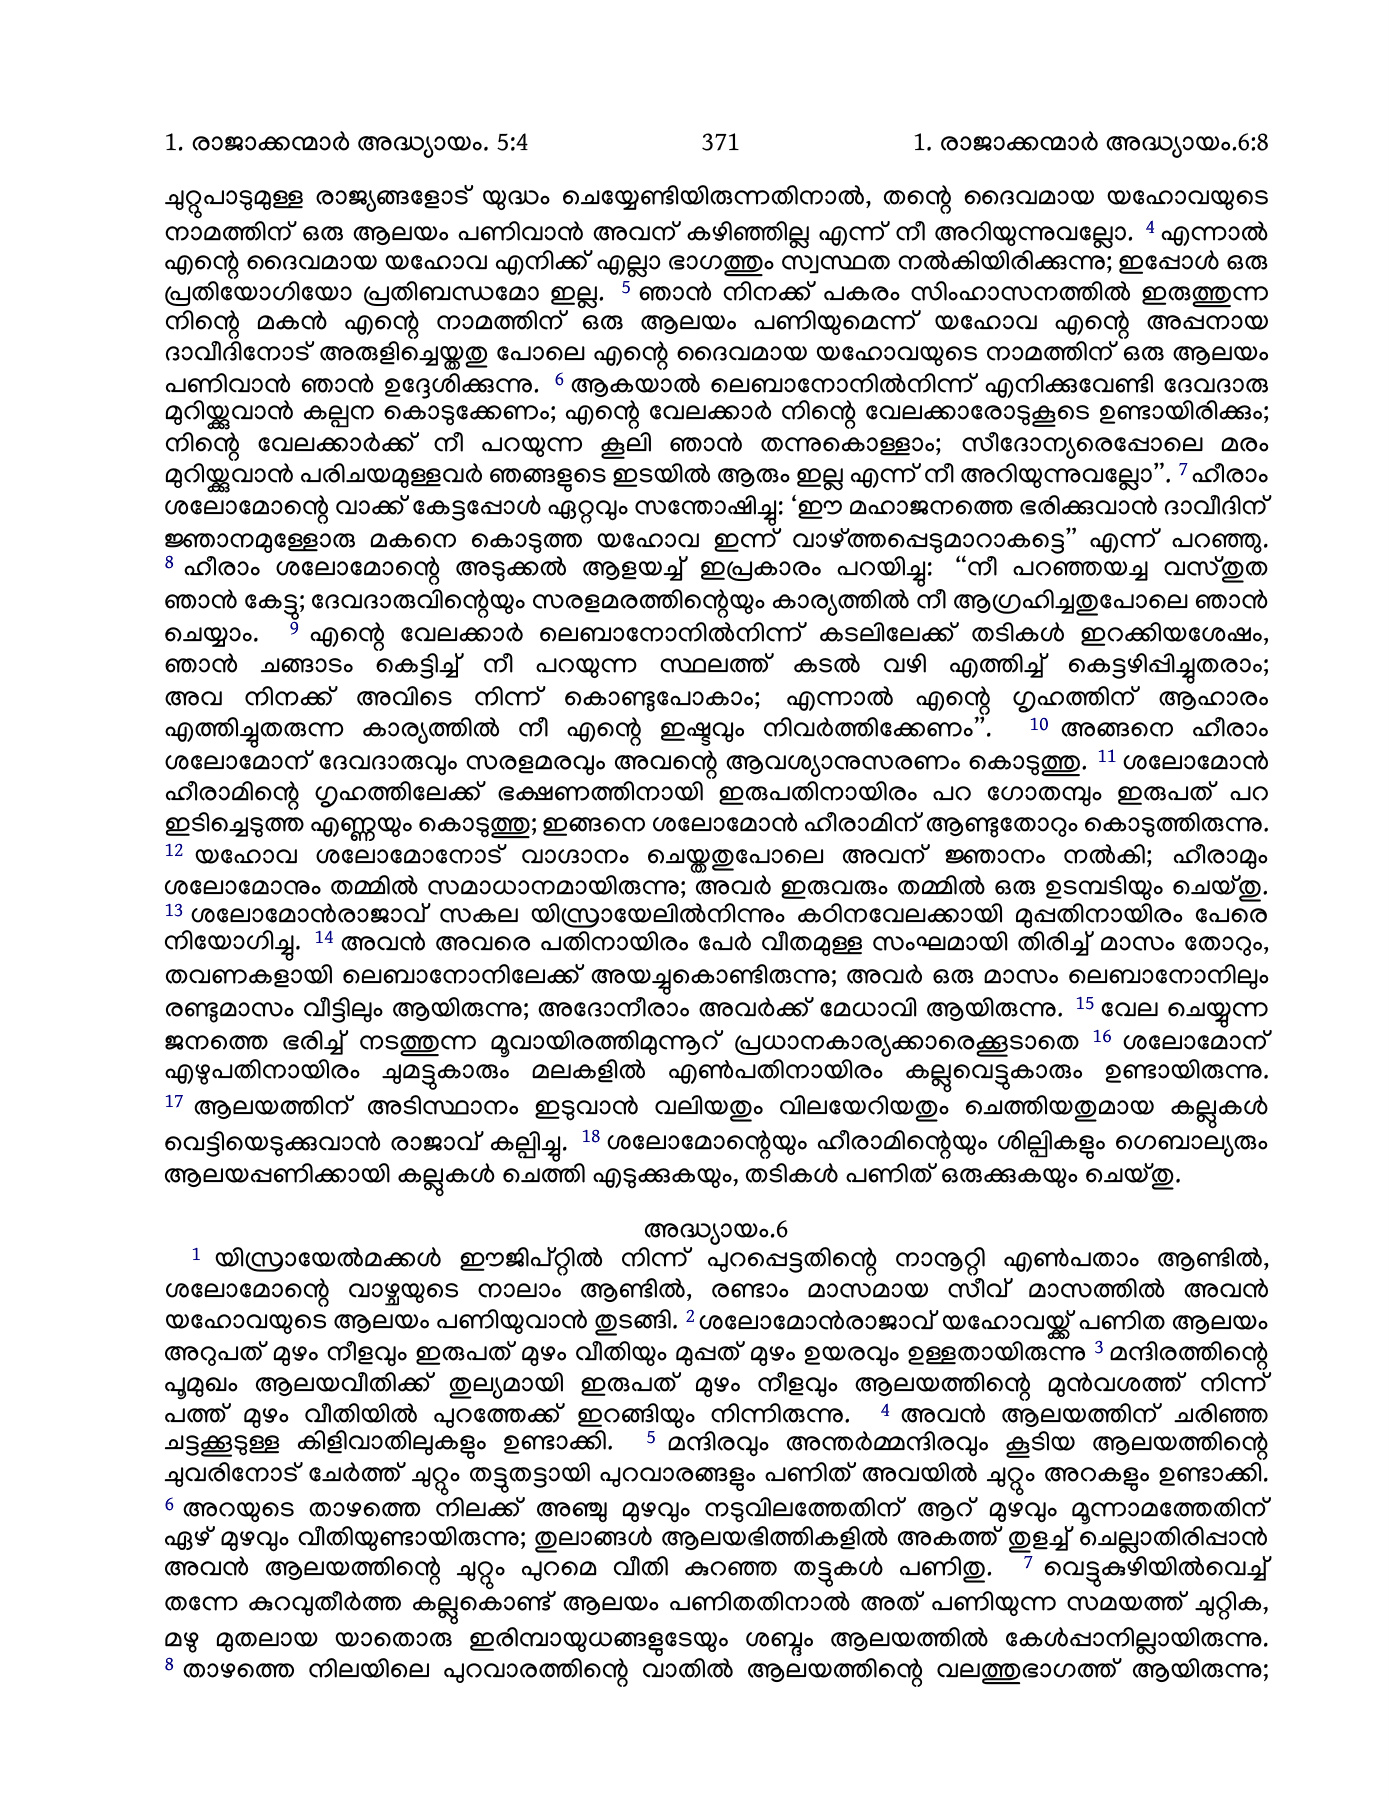 1. രാജാക്കന്മാർ അദ്ധ്യായം. 5:4 371 1. രാജാക്കന്മാർ അദ്ധ്യായം.6:8
ചുറ്റുപാടുമുള്ള രാജ്യങ്ങളോട് യുദ്ധം ചെയ്യേണ്ടിയിരുന്നതിനാൽ, തന്റെ ദൈവമായ യഹോവയുടെ
നാമത്തിന് ഒരു ആലയം പണിവാൻ അവന് കഴിഞ്ഞില്ല എന്ന് നീ അറിയുന്നുവല്ലോ. 4 എന്നാൽ
എന്റെ ദൈവമായ യഹോവ എനിക്ക് എല്ലാ ഭാഗത്തും സ്വസ്ഥത നൽകിയിരിക്കുന്നു; ഇപ്പോൾ ഒരു
പ്രതിയോഗിയോ പ്രതിബന്ധമോ ഇല്ല. 5 ഞാൻ നിനക്ക് പകരം സിംഹാസനത്തിൽ ഇരുത്തുന്ന
നിന്റെ മകൻ എന്റെ നാമത്തിന് ഒരു ആലയം പണിയുമെന്ന് യഹോവ എന്റെ അപ്പനായ
ദാവീദിനോട് അരുളിച്ചെയ്തതു പോലെ എന്റെ ദൈവമായ യഹോവയുടെ നാമത്തിന് ഒരു ആലയം
പണിവാൻ ഞാൻ ഉദ്ദേശിക്കുന്നു. 6 ആകയാൽ ലെബാനോനിൽനിന്ന് എനിക്കുവേണ്ടി ദേവദാരു
മുറിയ്ക്കുവാൻ കല്പന കൊടുക്കേണം; എന്റെ വേലക്കാർ നിന്റെ വേലക്കാരോടുകൂടെ ഉണ്ടായിരിക്കും;
നിന്റെ വേലക്കാർക്ക് നീ പറയുന്ന കൂലി ഞാൻ തന്നുകൊള്ളാം; സീദോന്യരെപ്പോലെ മരം
മുറിയ്ക്കുവാൻ പരിചയമുള്ളവർ ഞങ്ങളുടെ ഇടയിൽ ആരും ഇല്ല എന്ന് നീ അറിയുന്നുവല്ലോ”. 7 ഹീരാം
ശലോമോന്റെ വാക്ക് കേട്ടപ്പോൾ ഏറ്റവും സന്തോഷിച്ചു: ‘ഈ മഹാജനത്തെ ഭരിക്കുവാൻ ദാവീദിന്
ജ്ഞാനമുള്ളോരു മകനെ കൊടുത്ത യഹോവ ഇന്ന് വാഴ്ത്തപ്പെടുമാറാകട്ടെ” എന്ന് പറഞ്ഞു.
8 ഹീരാം ശലോമോന്റെ അടുക്കൽ ആളയച്ച് ഇപ്രകാരം പറയിച്ചു: “നീ പറഞ്ഞയച്ച വസ്തുത
ഞാൻ കേട്ടു; ദേവദാരുവിന്റെയും സരളമരത്തിന്റെയും കാര്യത്തിൽ നീ ആഗ്രഹിച്ചതുപോലെ ഞാൻ
ചെയ്യാം. 9 എന്റെ വേലക്കാർ ലെബാനോനിൽനിന്ന് കടലിലേക്ക് തടികൾ ഇറക്കിയശേഷം,
ഞാൻ ചങ്ങാടം കെട്ടിച്ച് നീ പറയുന്ന സ്ഥലത്ത് കടൽ വഴി എത്തിച്ച് കെട്ടഴിപ്പിച്ചുതരാം;
അവ നിനക്ക് അവിടെ നിന്ന് കൊണ്ടുപോകാം; എന്നാൽ എന്റെ ഗൃഹത്തിന് ആഹാരം
എത്തിച്ചുതരുന്ന കാര്യത്തിൽ നീ എന്റെ ഇഷ്ടവും നിവർത്തിക്കേണം”. 10 അങ്ങനെ ഹീരാം
ശലോമോന് ദേവദാരുവും സരളമരവും അവന്റെ ആവശ്യാനുസരണം കൊടുത്തു. 11 ശലോമോൻ
ഹീരാമിന്റെ ഗൃഹത്തിലേക്ക് ഭക്ഷണത്തിനായി ഇരുപതിനായിരം പറ ഗോതമ്പും ഇരുപത് പറ
ഇടിച്ചെടുത്ത എണ്ണയും കൊടുത്തു; ഇങ്ങനെ ശലോമോൻ ഹീരാമിന് ആണ്ടുതോറും കൊടുത്തിരുന്നു.
12 യഹോവ ശലോമോനോട് വാഗ്ദാനം ചെയ്തതുപോലെ അവന് ജ്ഞാനം നൽകി; ഹീരാമും
ശലോമോനും തമ്മിൽ സമാധാനമായിരുന്നു; അവർ ഇരുവരും തമ്മിൽ ഒരു ഉടമ്പടിയും ചെയ്തു.
13 ശലോമോൻരാജാവ് സകല യിസ്രായേലിൽനിന്നും കഠിനവേലക്കായി മുപ്പതിനായിരം പേരെ
നിയോഗിച്ചു. 14 അവൻ അവരെ പതിനായിരം പേർ വീതമുള്ള സംഘമായി തിരിച്ച് മാസം തോറും,
തവണകളായി ലെബാനോനിലേക്ക് അയച്ചുകൊണ്ടിരുന്നു; അവർ ഒരു മാസം ലെബാനോനിലും
രണ്ടുമാസം വീട്ടിലും ആയിരുന്നു; അദോനീരാം അവർക്ക് മേധാവി ആയിരുന്നു. 15 വേല ചെയ്യുന്ന
ജനത്തെ ഭരിച്ച് നടത്തുന്ന മൂവായിരത്തിമുന്നൂറ് പ്രധാനകാര്യക്കാരെക്കൂടാതെ 16 ശലോമോന്
എഴുപതിനായിരം ചുമട്ടുകാരും മലകളിൽ എൺപതിനായിരം കല്ലുവെട്ടുകാരും ഉണ്ടായിരുന്നു.
17 ആലയത്തിന് അടിസ്ഥാനം ഇടുവാൻ വലിയതും വിലയേറിയതും ചെത്തിയതുമായ കല്ലുകൾ
വെട്ടിയെടുക്കുവാൻ രാജാവ് കല്പിച്ചു. 18 ശലോമോന്റെയും ഹീരാമിന്റെയും ശില്പികളും ഗെബാല്യരും
ആലയപ്പണിക്കായി കല്ലുകൾ ചെത്തി എടുക്കുകയും, തടികൾ പണിത് ഒരുക്കുകയും ചെയ്തു.
അദ്ധ്യായം.6
1 യിസ്രായേൽമക്കൾ ഈജിപ്റ്റിൽ നിന്ന് പുറപ്പെട്ടതിന്റെ നാനൂറ്റി എൺപതാം ആണ്ടിൽ,
ശലോമോന്റെ വാഴ്ചയുടെ നാലാം ആണ്ടിൽ, രണ്ടാം മാസമായ സീവ് മാസത്തിൽ അവൻ
യഹോവയുടെ ആലയം പണിയുവാൻ തുടങ്ങി. 2 ശലോമോൻരാജാവ് യഹോവയ്ക്ക് പണിത ആലയം
അറുപത് മുഴം നീളവും ഇരുപത് മുഴം വീതിയും മുപ്പത് മുഴം ഉയരവും ഉള്ളതായിരുന്നു 3 മന്ദിരത്തിന്റെ
പൂമുഖം ആലയവീതിക്ക് തുല്യമായി ഇരുപത് മുഴം നീളവും ആലയത്തിന്റെ മുൻവശത്ത് നിന്ന്
പത്ത് മുഴം വീതിയിൽ പുറത്തേക്ക് ഇറങ്ങിയും നിന്നിരുന്നു. 4 അവൻ ആലയത്തിന് ചരിഞ്ഞ
ചട്ടക്കൂടുള്ള കിളിവാതിലുകളും ഉണ്ടാക്കി. 5 മന്ദിരവും അന്തർമ്മന്ദിരവും കൂടിയ ആലയത്തിന്റെ
ചുവരിനോട് ചേർത്ത് ചുറ്റും തട്ടുതട്ടായി പുറവാരങ്ങളും പണിത് അവയിൽ ചുറ്റും അറകളും ഉണ്ടാക്കി.
6 അറയുടെ താഴത്തെ നിലക്ക് അഞ്ചു മുഴവും നടുവിലത്തേതിന് ആറ് മുഴവും മൂന്നാമത്തേതിന്
ഏഴ് മുഴവും വീതിയുണ്ടായിരുന്നു; തുലാങ്ങൾ ആലയഭിത്തികളിൽ അകത്ത് തുളച്ച് ചെല്ലാതിരിപ്പാൻ
അവൻ ആലയത്തിന്റെ ചുറ്റും പുറമെ വീതി കുറഞ്ഞ തട്ടുകൾ പണിതു. 7 വെട്ടുകുഴിയിൽവെച്ച്
തന്നേ കുറവുതീർത്ത കല്ലുകൊണ്ട് ആലയം പണിതതിനാൽ അത് പണിയുന്ന സമയത്ത് ചുറ്റിക,
മഴു മുതലായ യാതൊരു ഇരിമ്പായുധങ്ങളുടേയും ശബ്ദം ആലയത്തിൽ കേൾപ്പാനില്ലായിരുന്നു.
8 താഴത്തെ നിലയിലെ പുറവാരത്തിന്റെ വാതിൽ ആലയത്തിന്റെ വലത്തുഭാഗത്ത് ആയിരുന്നു;